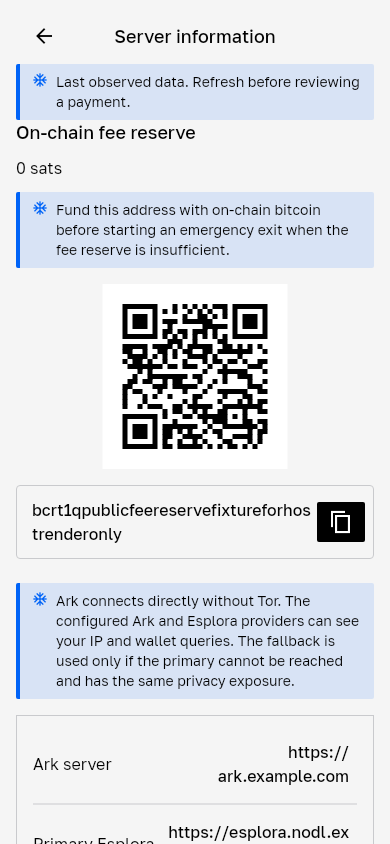 Server information
Last observed data. Refresh before reviewing
a payment.
On-chain fee reserve
0 sats
Fund this address with on-chain bitcoin
before starting an emergency exit when the
fee reserve is insufficient.
bcrt1qpublicfeereservefixtureforhos
trenderonly
Ark connects directly without Tor. The
configured Ark and Esplora providers can see
your IP and wallet queries. The fallback is
used only if the primary cannot be reached
and has the same privacy exposure.
Ark server
https://
ark.example.com
Primary Esplora
https://esplora.nodl.ex